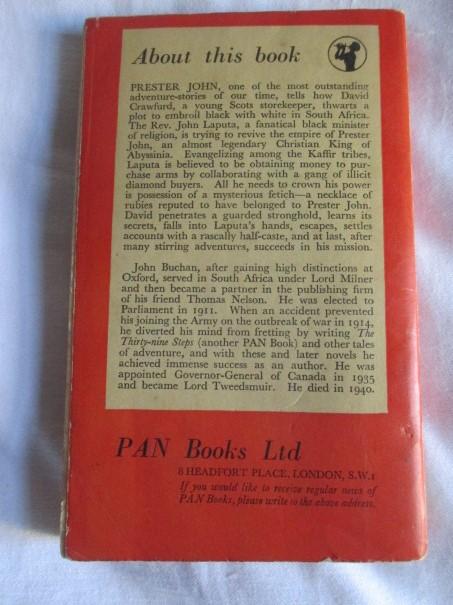 About this book
PRESTER JOHN, one of the most outstanding
adventure-stories of our time, tells how David
Crawfurd, a young Scots storekeeper, thwarts a
plot to embroil black with white in South Africa.
The Rev. John Laputa, a fanatical black minister
of religion, is trying to revive the empire of Prester
John, an almost legendary Christian King of
Abyssinia. Evangelizing among the Kaffir tribes,
Laputa is believed to be obtaining money to pur-
chase arms by collaborating with a gang of illicit
diamond buyers. All he needs to crown his power
is possession of a mysterious fetich—a necklace of
rubies reputed to have belonged to Prester John.
David penetrates a guarded stronghold, learns its
secrets, falls into Laputa's hands, escapes, settles
accounts with a rascally half-caste, and at last, after
many stirring adventures, succeeds in his mission.
John Buchan, after gaining high distinctions at
Oxford, served in South Africa under Lord Milner
and then became a partner in the publishing firm
of his friend Thomas Nelson. He was elected to
Parliament in 1911. When an accident prevented
his joining the Army on the outbreak of war in 1914,
he diverted his mind from fretting by writing The
Thirty-nine Steps (another PAN Book) and other tales
of adventure, and with these and later novels he
achieved immense success as an author. He was
appointed Governor-General of Canada in 1935
and became Lord Tweedsmuir. He died in 1940.
PAN Books Ltd
8 HEADFORT PLACE, LONDON, S.W.1
If you would like to receive regular news of
PAN Books, please write to the above address.